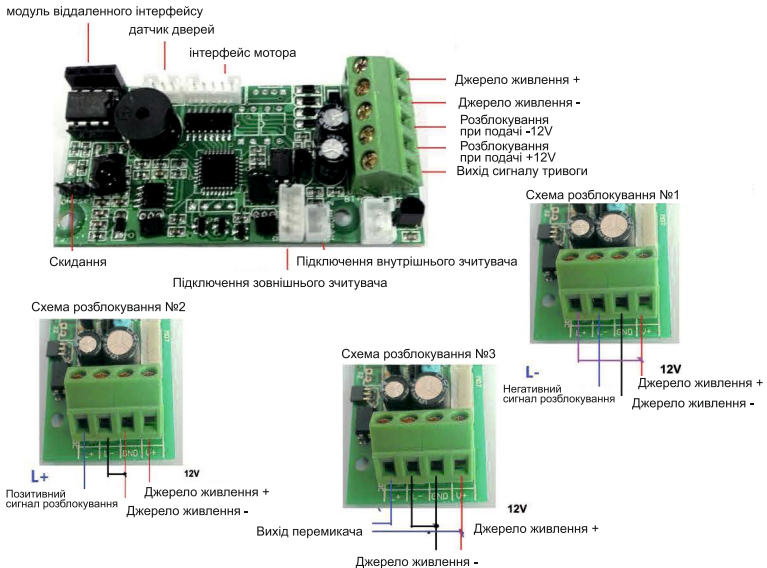 модуль віддаленного інтерфейсу
датчик дверей
інтерфейс мотора
Джерело живлення +
Джерело живлення -
Розблокування
при подачі -12V
Розблокування
при подачі +12V
Вихід сигналу тривоги
Скидання
Підключення внутрішнього зчитувача
Підключення зовнішнього зчитувача
Схема розблокування №1
L+ L- GND V+
L-
12V
Негативний
сигнал розблокування
Джерело живлення +
Джерело живлення -
Схема розблокування №2
L+ L- GND V+
L+
12V
Позитивний
сигнал розблокування
Джерело живлення +
Джерело живлення -
Схема розблокування №3
L+ L- GND V+
12V
Вихід перемикача
Джерело живлення +
Джерело живлення -